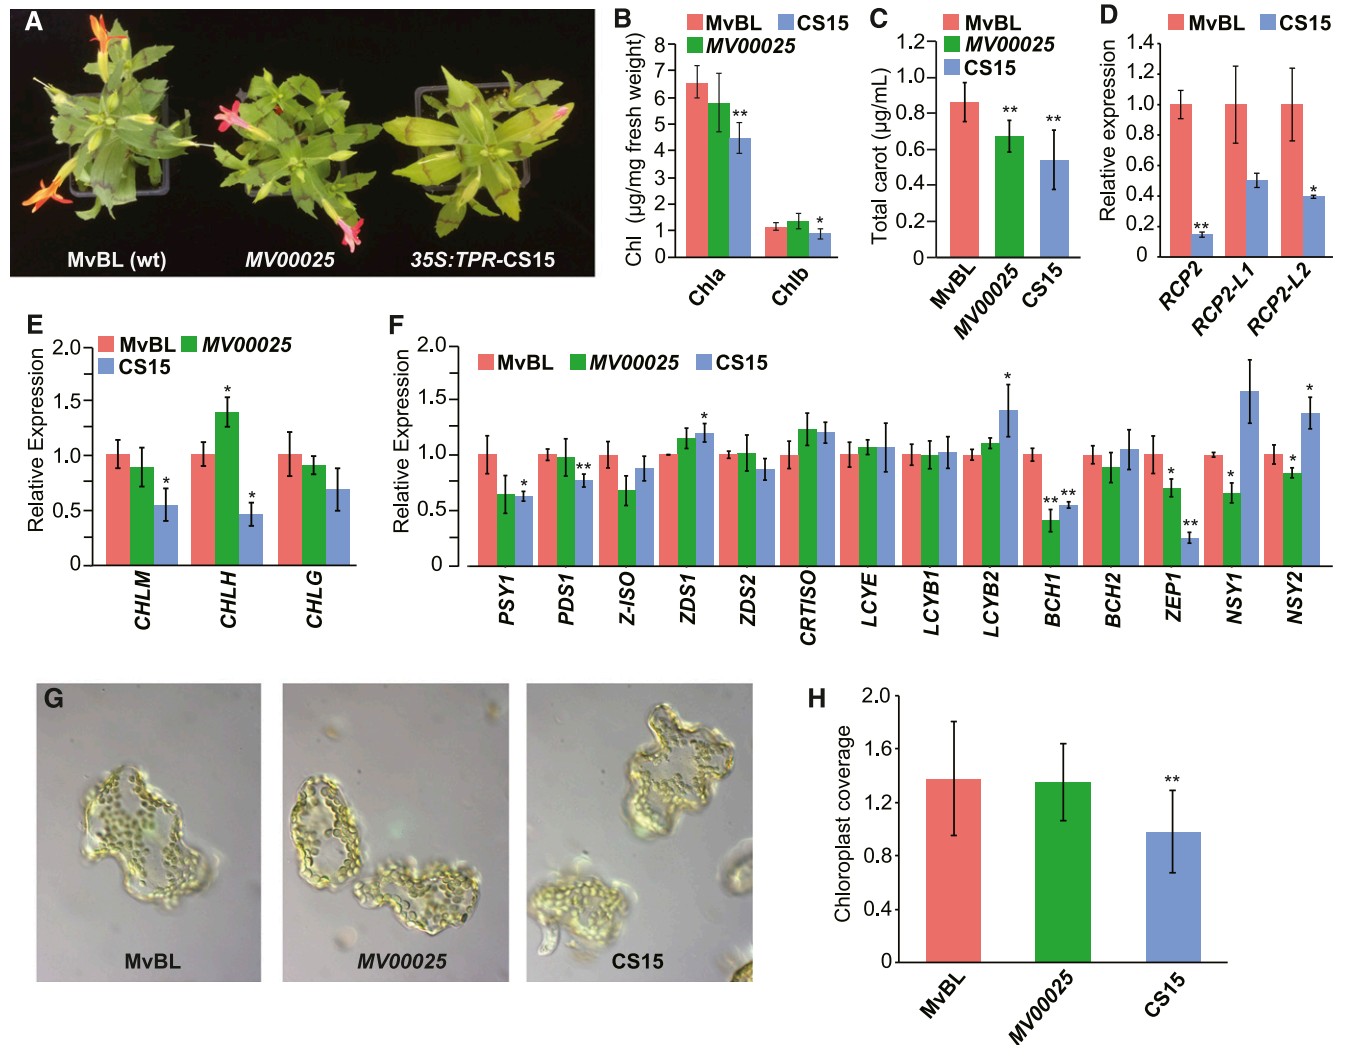 A
MvBL (wt)
MV00025
35S:TPR-CS15
B
MvBL
CS15
MV00025
Chl (µg/mg fresh weight)
8
7
6
5
4
3
2
1
0
**
*
Chla
Chlb
C
MvBL
MV00025
CS15
Total carot (µg/mL)
1.2
1.0
0.8
0.6
0.4
0.2
0
**
**
MvBL
MV00025
CS15
D
MvBL
CS15
Relative expression
1.4
1.2
1.0
0.8
0.6
0.4
0.2
0
**
*
RCP2
RCP2-L1
RCP2-L2
E
MvBL
MV00025
CS15
Relative Expression
2.0
1.5
1.0
0.5
0
*
*
*
CHLM
CHLH
CHLG
F
MvBL
MV00025
CS15
Relative Expression
2.0
1.5
1.0
0.5
0
*
**
*
*
**
**
*
**
*
*
*
PSY1
PDS1
Z-ISO
ZDS1
ZDS2
CRTISO
LCYE
LCYB1
LCYB2
BCH1
BCH2
ZEP1
NSY1
NSY2
G
MvBL
MV00025
CS15
H
Chloroplast coverage
2.0
1.6
1.2
0.8
0.4
0
**
MvBL
MV00025
CS15